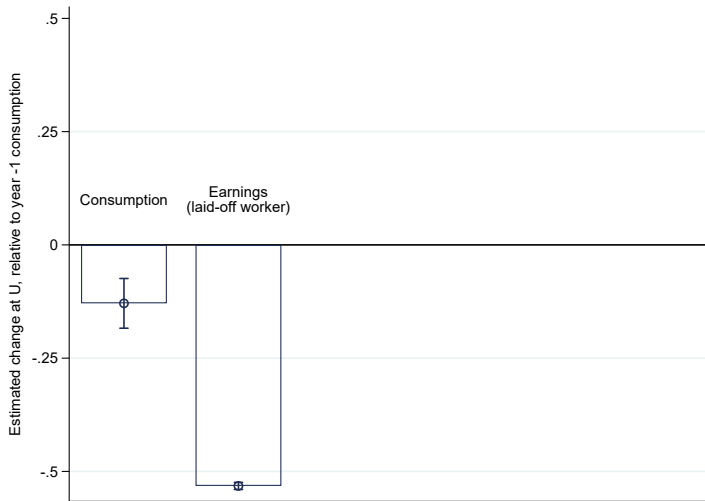 Estimated change at U, relative to year -1 consumption
.5
.25
0
-.25
-.5
Consumption
Earnings
(laid-off worker)